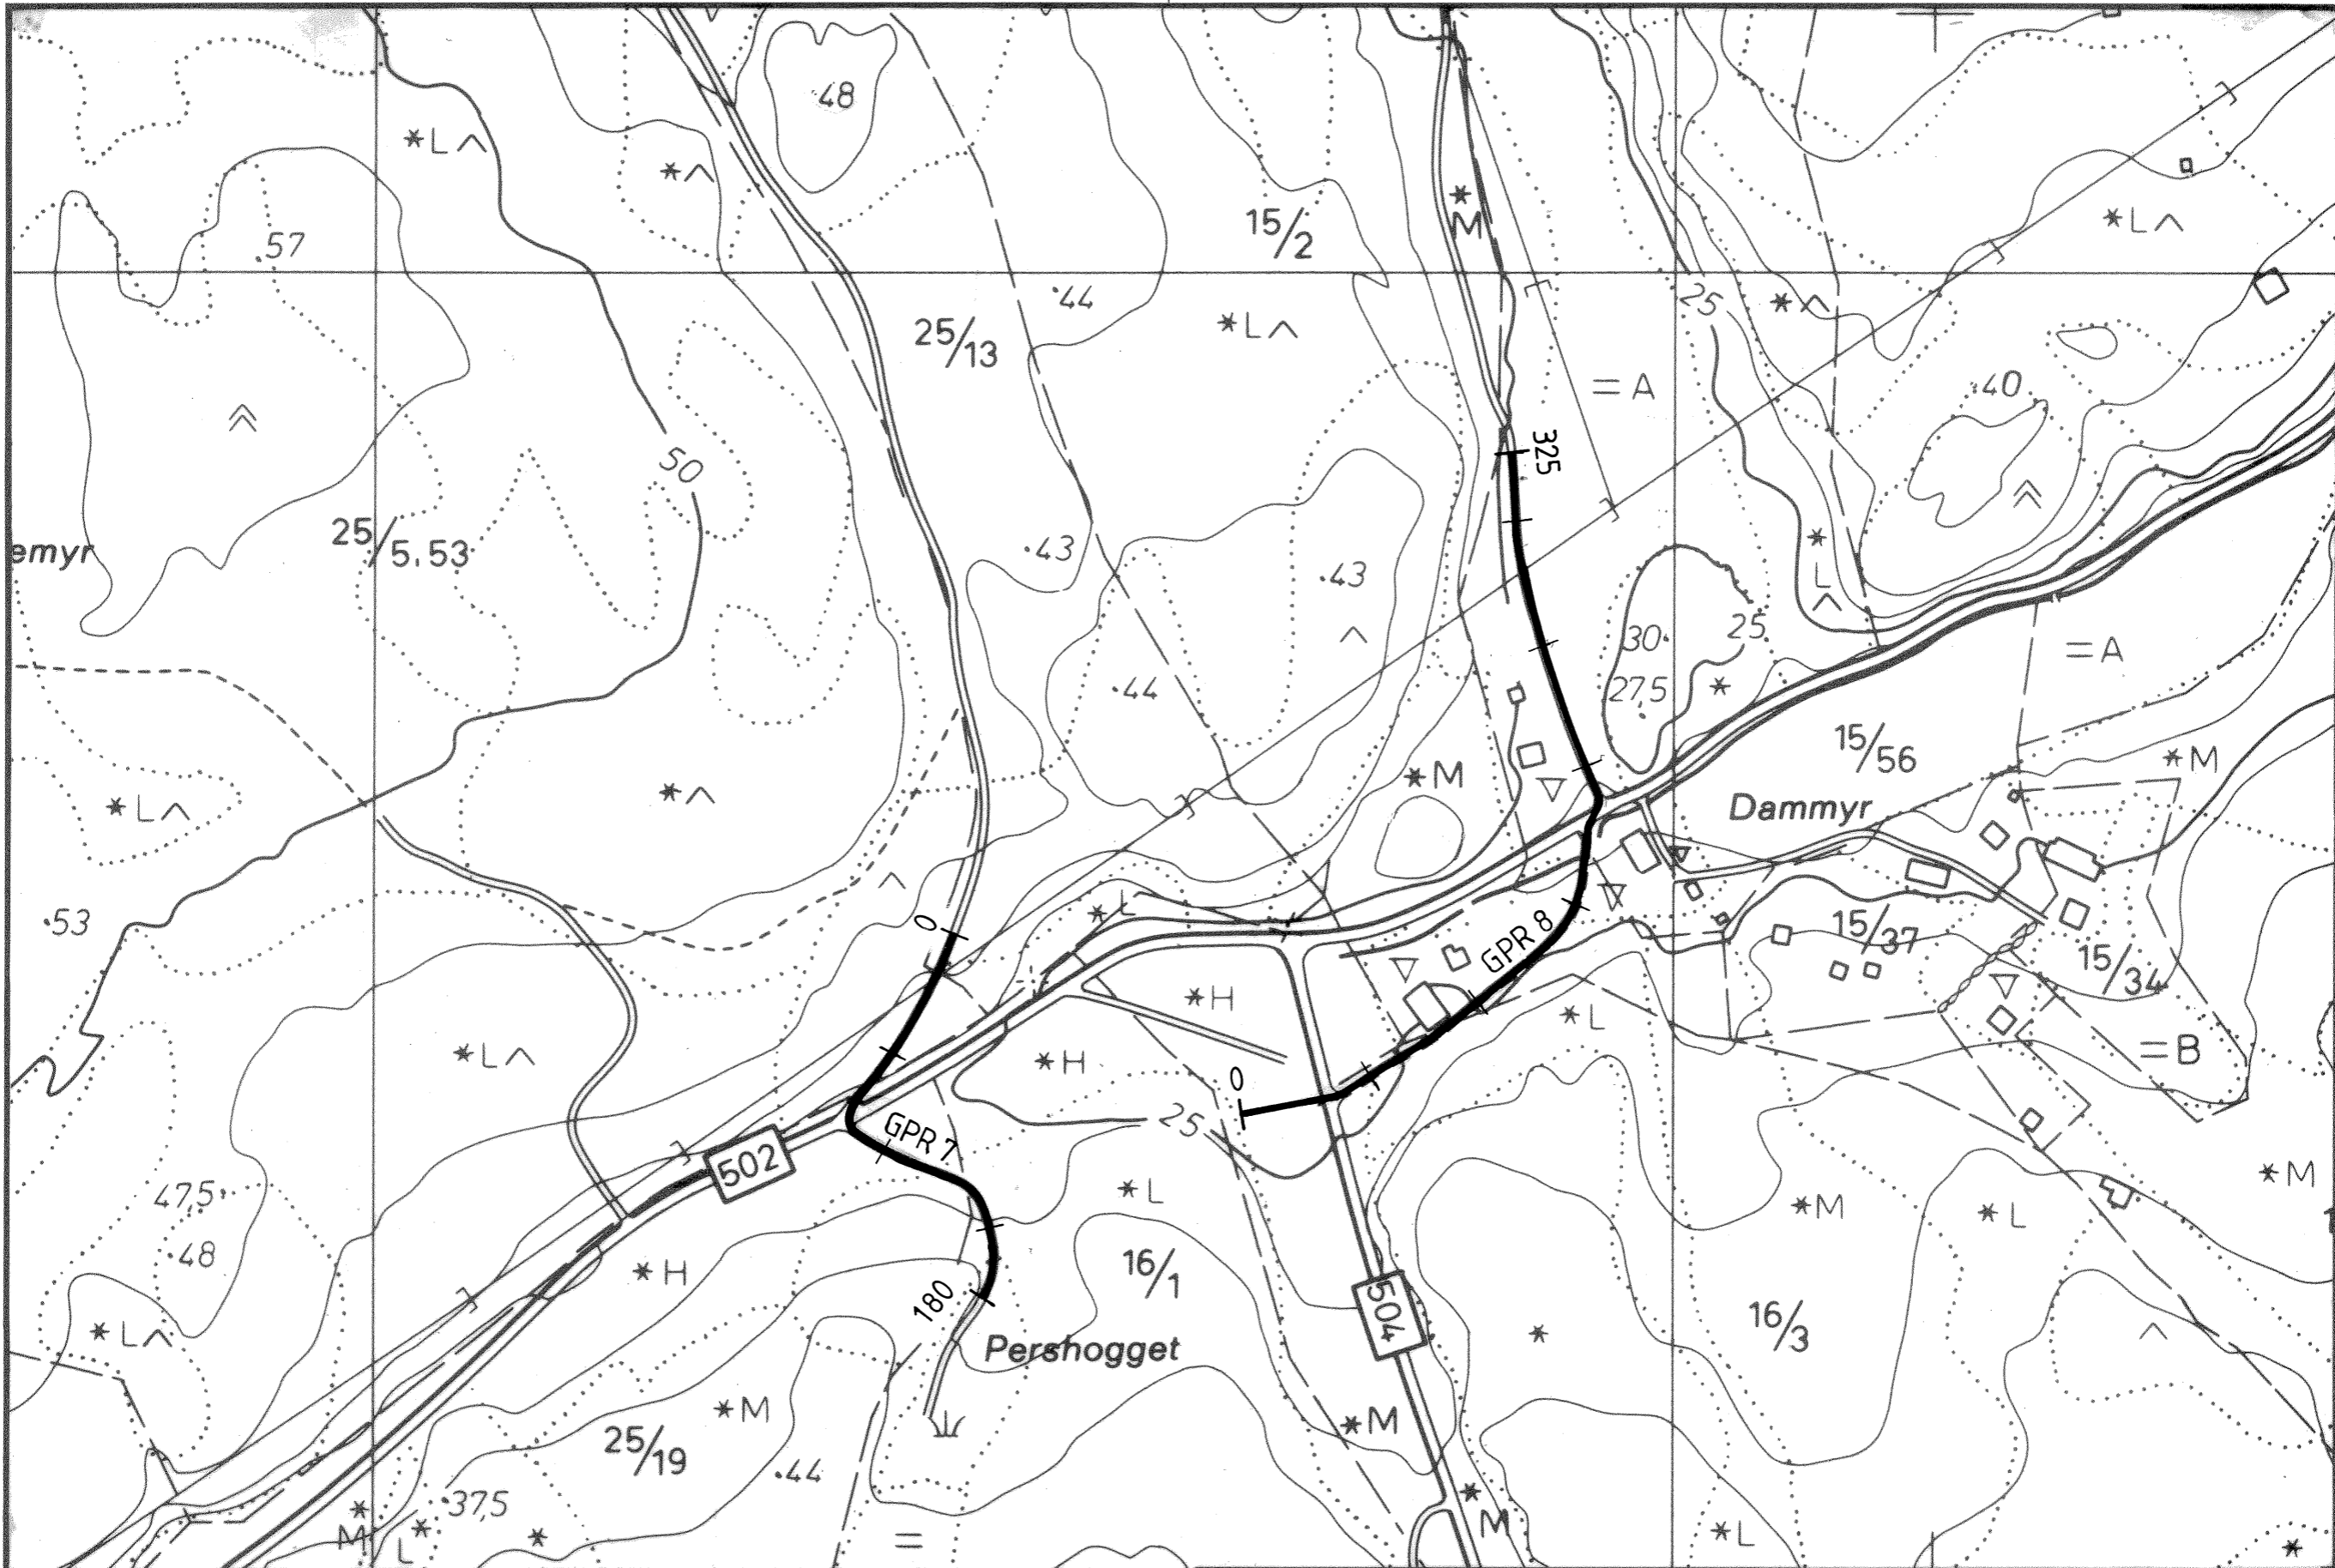 48
* L ^
* ^
* M
15/2
* L ^
57
44
25
* ^
25/13
* L ^
= A
40
325
50
25/5.53
emyr
43
43
* L ^
^
30
25
= A
27,5
*
44
15/56
* M
* M
Dammyr
* L ^
* ^
^
53
0
* L
GPR 8
15/37
15/34
* H
* L
* L ^
* H
= B
0
25
GPR 7
502
47,5
* L
* M
* L
* M
48
* H
16/1
180
504
16/3
* L ^
*
^
Pershogget
* M
* M
25/19
44
37,5
* M
* L
*
* M
* L
=
*